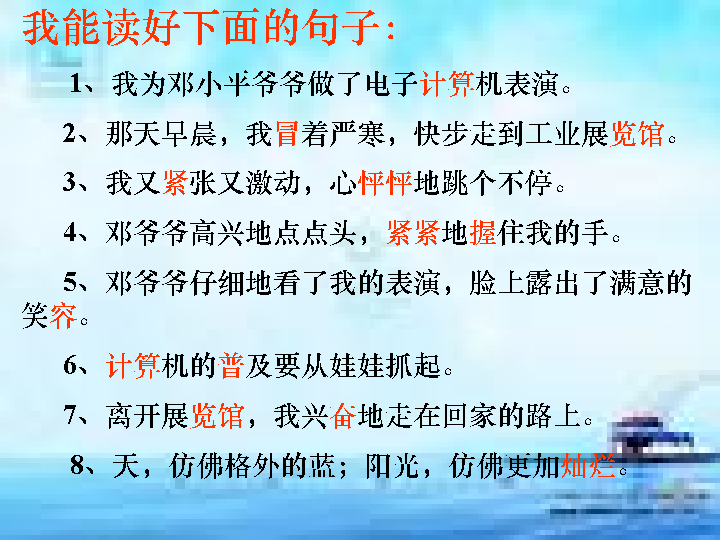 我能读好下面的句子：
1、我为邓小平爷爷做了电子计算机表演。
2、那天早晨，我冒着严寒，快步走到工业展览馆。
3、我又紧张又激动，心怦怦地跳个不停。
4、邓爷爷高兴地点点头，紧紧地握住我的手。
5、邓爷爷仔细地看了我的表演，脸上露出了满意的
笑容。
6、计算机的普及要从娃娃抓起。
7、离开展览馆，我兴奋地走在回家的路上。
8、天，仿佛格外的蓝；阳光，仿佛更加灿烂。